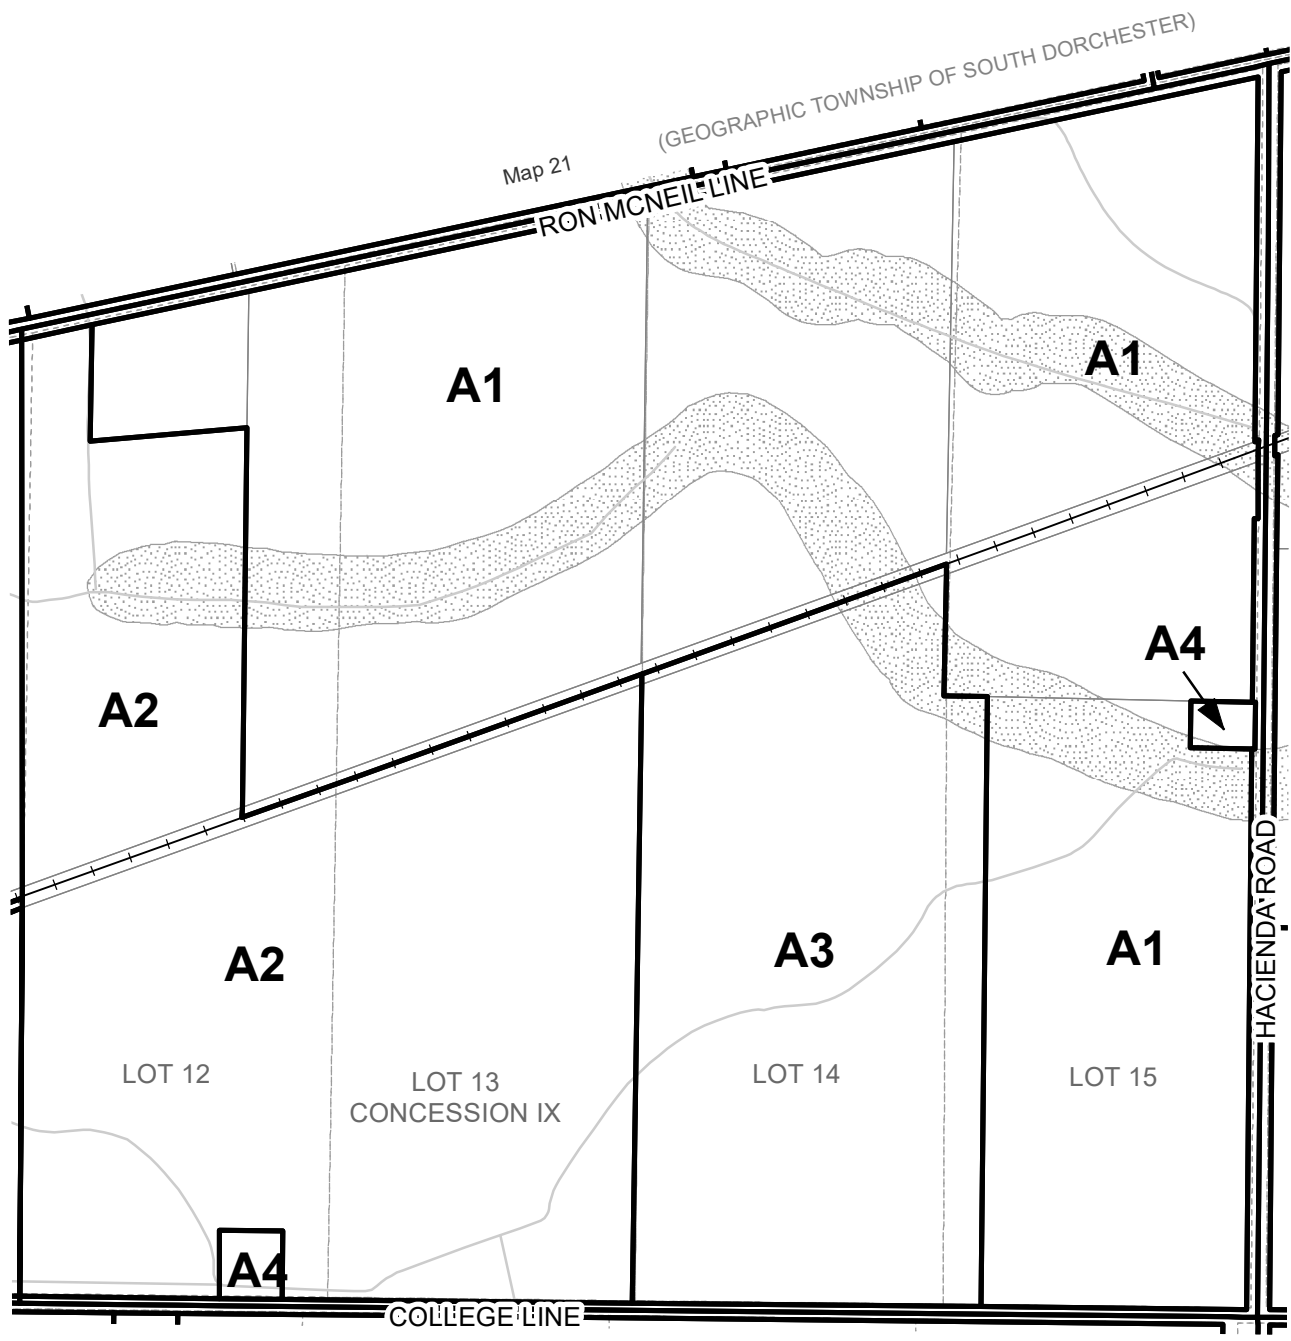 (GEOGRAPHIC TOWNSHIP OF SOUTH DORCHESTER)
Map 21
RON MCNEIL LINE
A1
A1
A4
A2
A2
A3
A1
HACIENDA ROAD
LOT 12
LOT 13
CONCESSION IX
LOT 14
LOT 15
A4
COLLEGE LINE